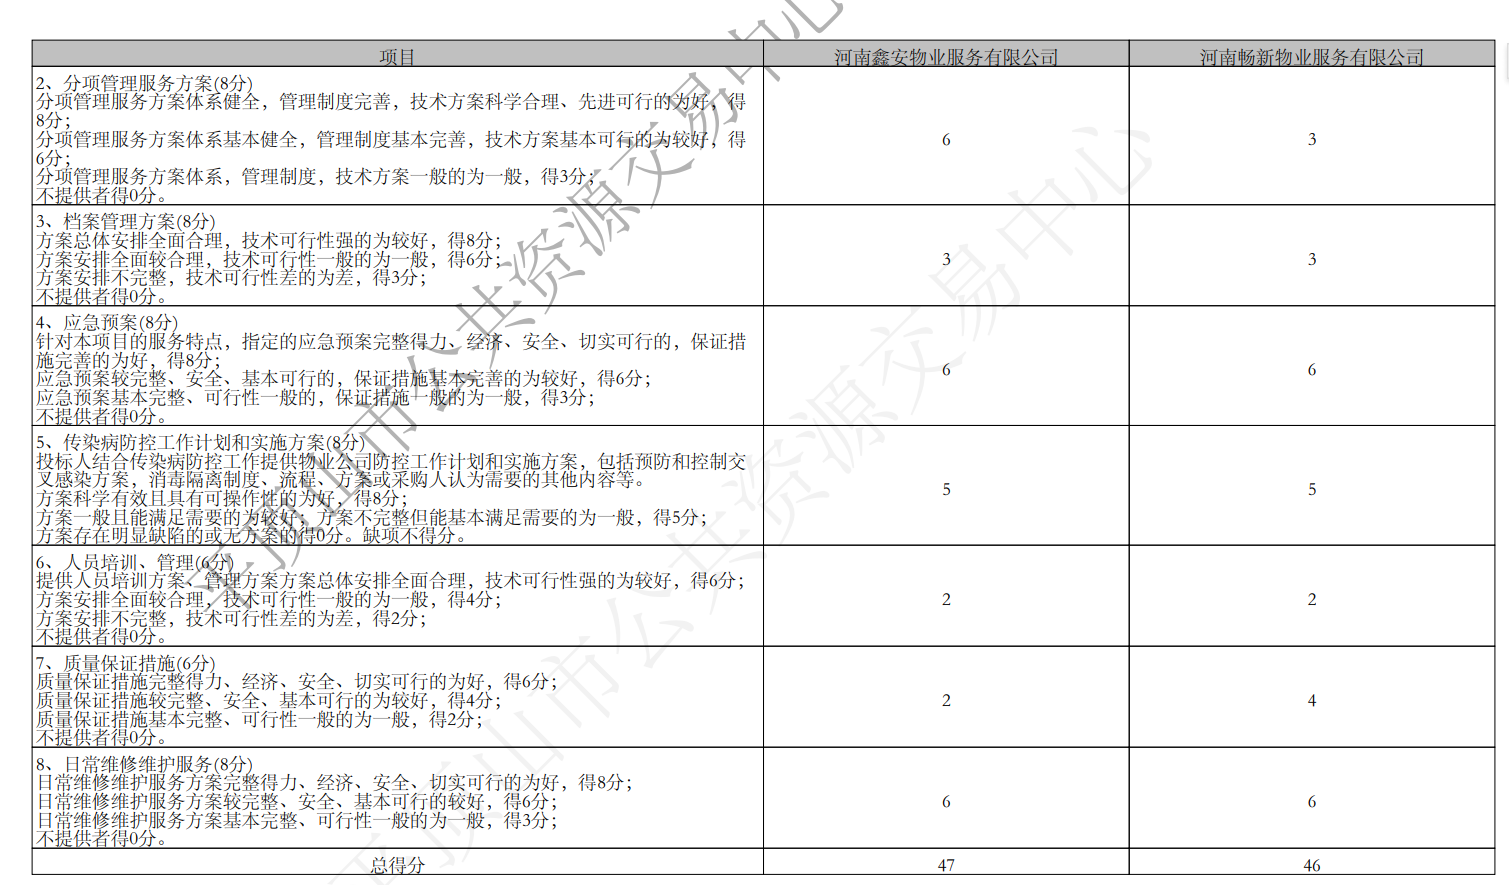 项目 河南鑫安物业服务有限公司 河南畅新物业服务有限公司
2、分项管理服务方案(8分)
分项管理服务方案体系健全，管理制度完善，技术方案科学合理、先进可行的为好，得
8分；
分项管理服务方案体系基本健全，管理制度基本完善，技术方案基本可行的为较好，得
6分；
分项管理服务方案体系，管理制度，技术方案一般的为一般，得3分；
不提供者得0分。
6 3
3、档案管理方案(8分)
方案总体安排全面合理，技术可行性强的为较好，得8分；
方案安排全面较合理，技术可行性一般的为一般，得6分；
方案安排不完整，技术可行性差的为差，得3分；
不提供者得0分。
3 3
4、应急预案(8分)
针对本项目的服务特点，指定的应急预案完整得力、经济、安全、切实可行的，保证措
施完善的为好，得8分；
应急预案较完整、安全、基本可行的，保证措施基本完善的为较好，得6分；
应急预案基本完整、可行性一般的，保证措施一般的为一般，得3分；
不提供者得0分。
6 6
5、传染病防控工作计划和实施方案(8分)
投标人结合传染病防控工作提供物业公司防控工作计划和实施方案，包括预防和控制交
叉感染方案，消毒隔离制度、流程、方案或采购人认为需要的其他内容等。
方案科学有效且具有可操作性的为好，得8分；
方案一般且能满足需要的为较好；方案不完整但能基本满足需要的为一般，得5分；
方案存在明显缺陷的或无方案的得0分。缺项不得分。
5 5
6、人员培训、管理(6分)
提供人员培训方案、管理方案方案总体安排全面合理，技术可行性强的为较好，得6分；
方案安排全面较合理，技术可行性一般的为一般，得4分；
方案安排不完整，技术可行性差的为差，得2分；
不提供者得0分。
2 2
7、质量保证措施(6分)
质量保证措施完整得力、经济、安全、切实可行的为好，得6分；
质量保证措施较完整、安全、基本可行的为较好，得4分；
质量保证措施基本完整、可行性一般的为一般，得2分；
不提供者得0分。
2 4
8、日常维修维护服务(8分)
日常维修维护服务方案完整得力、经济、安全、切实可行的为好，得8分；
日常维修维护服务方案较完整、安全、基本可行的较好，得6分；
日常维修维护服务方案基本完整、可行性一般的为一般，得3分；
不提供者得0分。
6 6
总得分 47 46
平顶山市公共资源交易中心
平顶山市公共资源交易中心